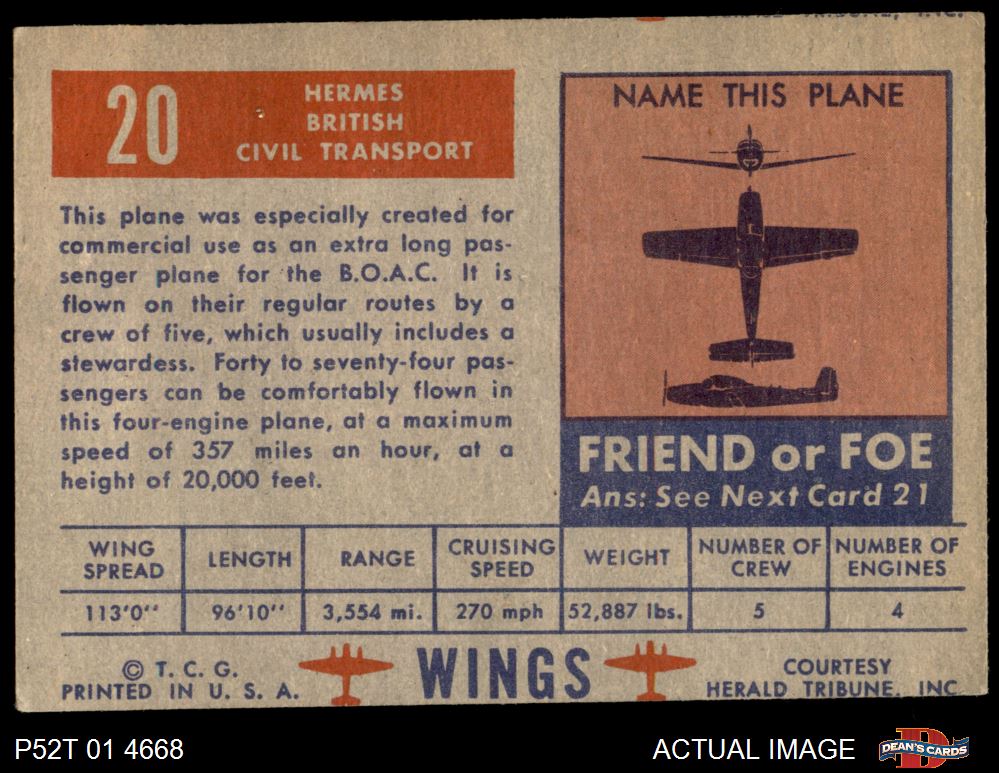 20
HERMES
BRITISH
CIVIL TRANSPORT
This plane was especially created for
commercial use as an extra long pas-
senger plane for the B.O.A.C. It is
flown on their regular routes by a
crew of five, which usually includes a
stewardess. Forty to seventy-four pas-
sengers can be comfortably flown in
this four-engine plane, at a maximum
speed of 357 miles an hour, at a
height of 20,000 feet.
NAME THIS PLANE
FRIEND or FOE
Ans: See Next Card 21
WING SPREAD
LENGTH
RANGE
CRUISING SPEED
WEIGHT
NUMBER OF CREW
NUMBER OF ENGINES
113'0"
96'10"
3,554 mi.
270 mph
52,887 lbs.
5
4
© T. C. G.
PRINTED IN U. S. A.
WINGS
COURTESY
HERALD TRIBUNE, INC.
P52T 01 4668
ACTUAL IMAGE
DEAN'S CARDS